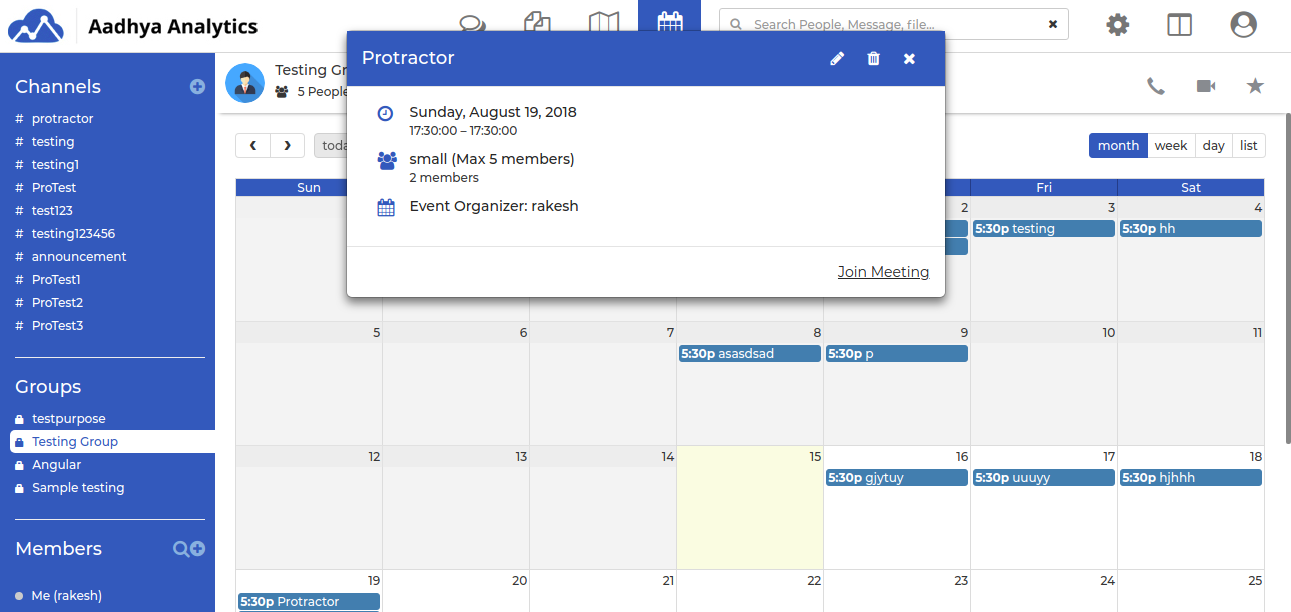 Aadhya Analytics
Search People, Message, file...
Channels
# protractor
# testing
# testing1
# ProTest
# test123
# testing123456
# announcement
# ProTest1
# ProTest2
# ProTest3
Groups
testpurpose
Testing Group
Angular
Sample testing
Members
Me (rakesh)
Testing Gr
5 People
Protractor
Sunday, August 19, 2018
17:30:00 – 17:30:00
small (Max 5 members)
2 members
Event Organizer: rakesh
Join Meeting
toda
month week day list
Sun Fri Sat
2 3 4
5:30p testing 5:30p hh
5 6 7 8 9 10 11
5:30p asasdsad 5:30p p
12 13 14 15 16 17 18
5:30p gjytuy 5:30p uuuyy 5:30p hjhhh
19 20 21 22 23 24 25
5:30p Protractor